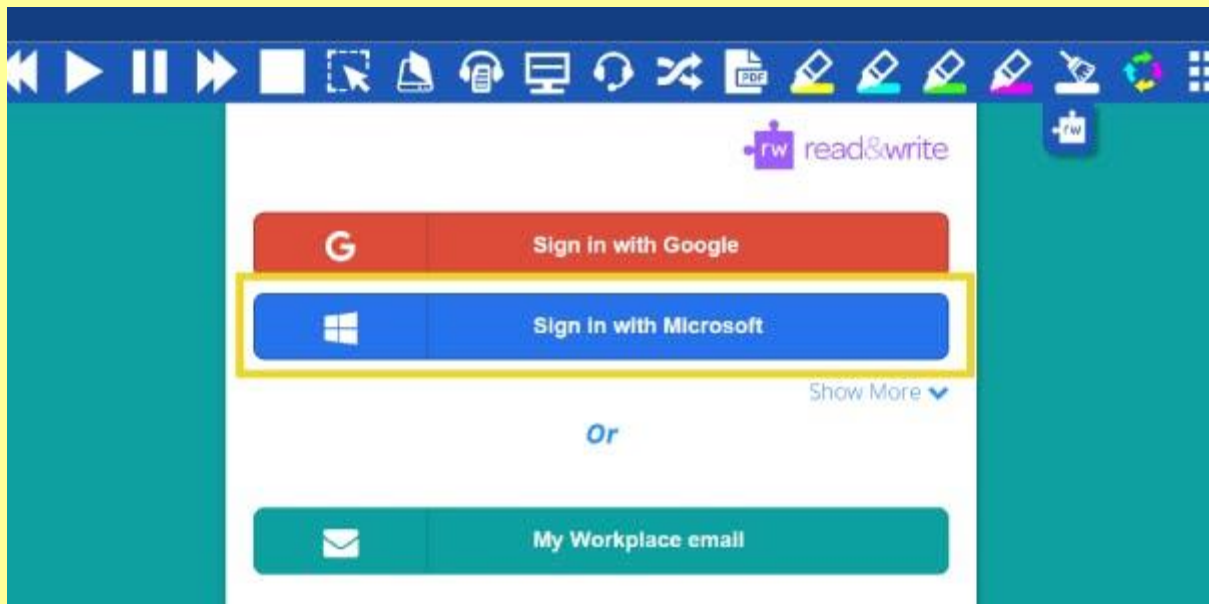 PDF
rw
rw read&write
Sign in with Google
Sign in with Microsoft
Show More
Or
My Workplace email